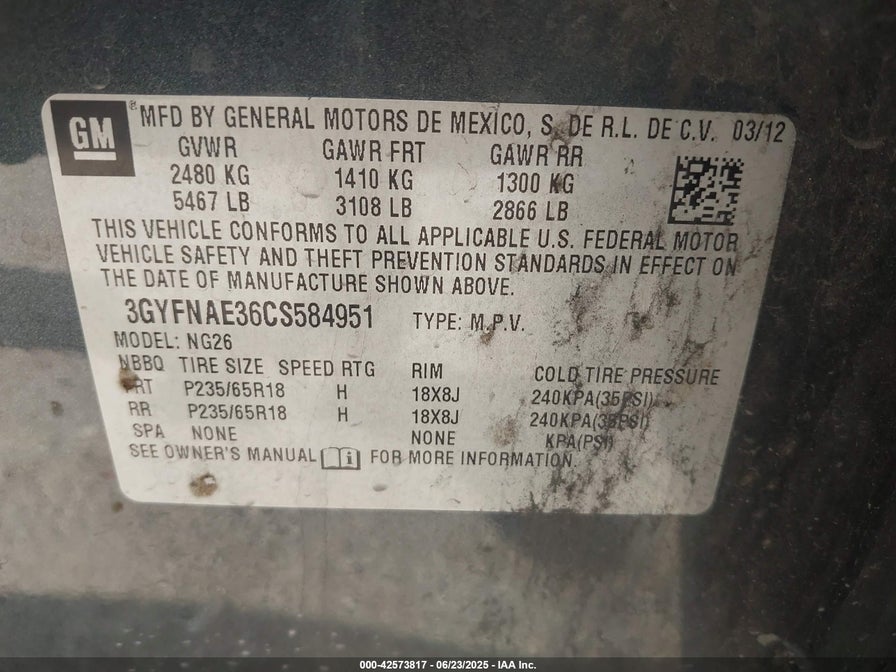 GM ® MFD BY GENERAL MOTORS DE MEXICO, S. DE R.L. DE C.V. 03/12
GVWR GAWR FRT GAWR RR
2480 KG 1410 KG 1300 KG
5467 LB 3108 LB 2866 LB
THIS VEHICLE CONFORMS TO ALL APPLICABLE U.S. FEDERAL MOTOR
VEHICLE SAFETY AND THEFT PREVENTION STANDARDS IN EFFECT ON
THE DATE OF MANUFACTURE SHOWN ABOVE.
3GYFNAE36CS584951 TYPE: M.P.V.
MODEL: NG26
NBBQ TIRE SIZE SPEED RTG RIM COLD TIRE PRESSURE
FRT P235/65R18 H 18X8J 240KPA(35PSI)
RR P235/65R18 H 18X8J 240KPA(35PSI)
SPA NONE NONE KPA(PSI)
SEE OWNER'S MANUAL FOR MORE INFORMATION.
000-42573817 - 06/23/2025 - IAA Inc.